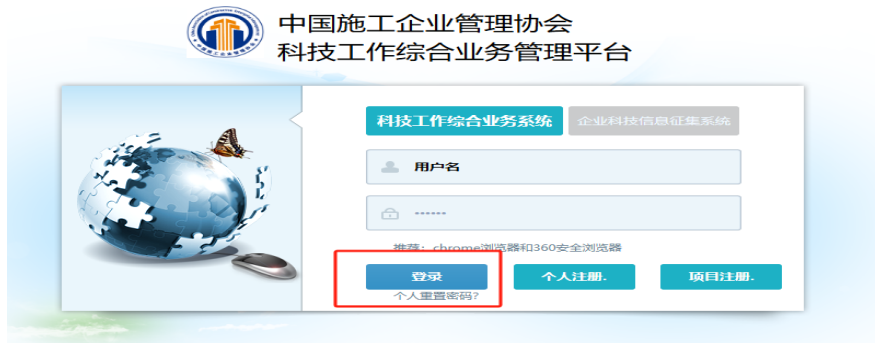 中国施工企业管理协会
科技工作综合业务管理平台
科技工作综合业务系统 企业科技信息征集系统
用户名
······
推荐：chrome浏览器和360安全浏览器
登录 个人注册. 项目注册.
个人重置密码?